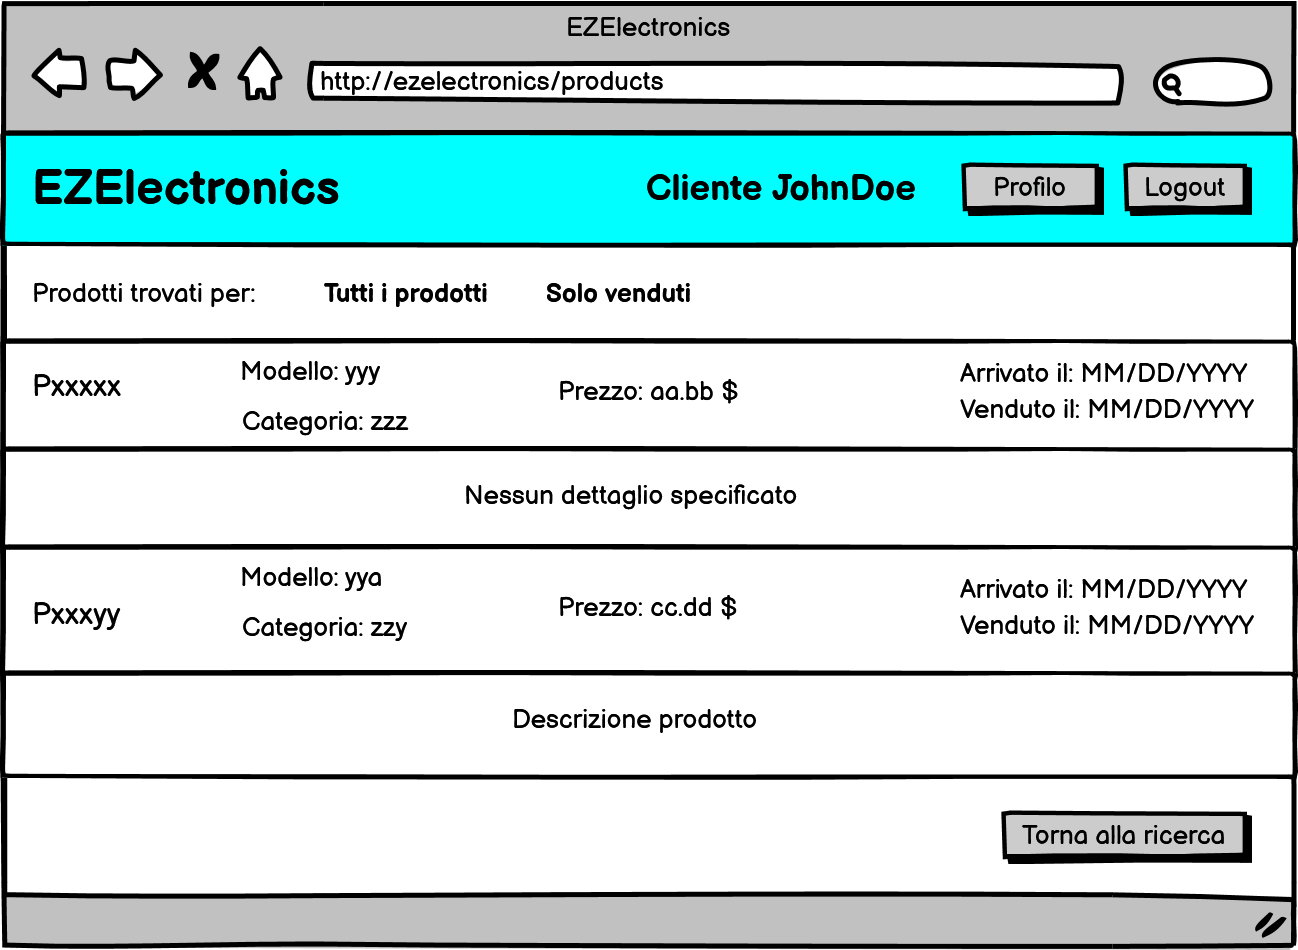 EZElectronics
http://ezelectronics/products
EZElectronics
Cliente JohnDoe
Profilo
Logout
Prodotti trovati per:
Tutti i prodotti
Solo venduti
Pxxxxx
Modello: yyy
Categoria: zzz
Prezzo: aa.bb $
Arrivato il: MM/DD/YYYY
Venduto il: MM/DD/YYYY
Nessun dettaglio specificato
Pxxxyy
Modello: yya
Categoria: zzy
Prezzo: cc.dd $
Arrivato il: MM/DD/YYYY
Venduto il: MM/DD/YYYY
Descrizione prodotto
Torna alla ricerca